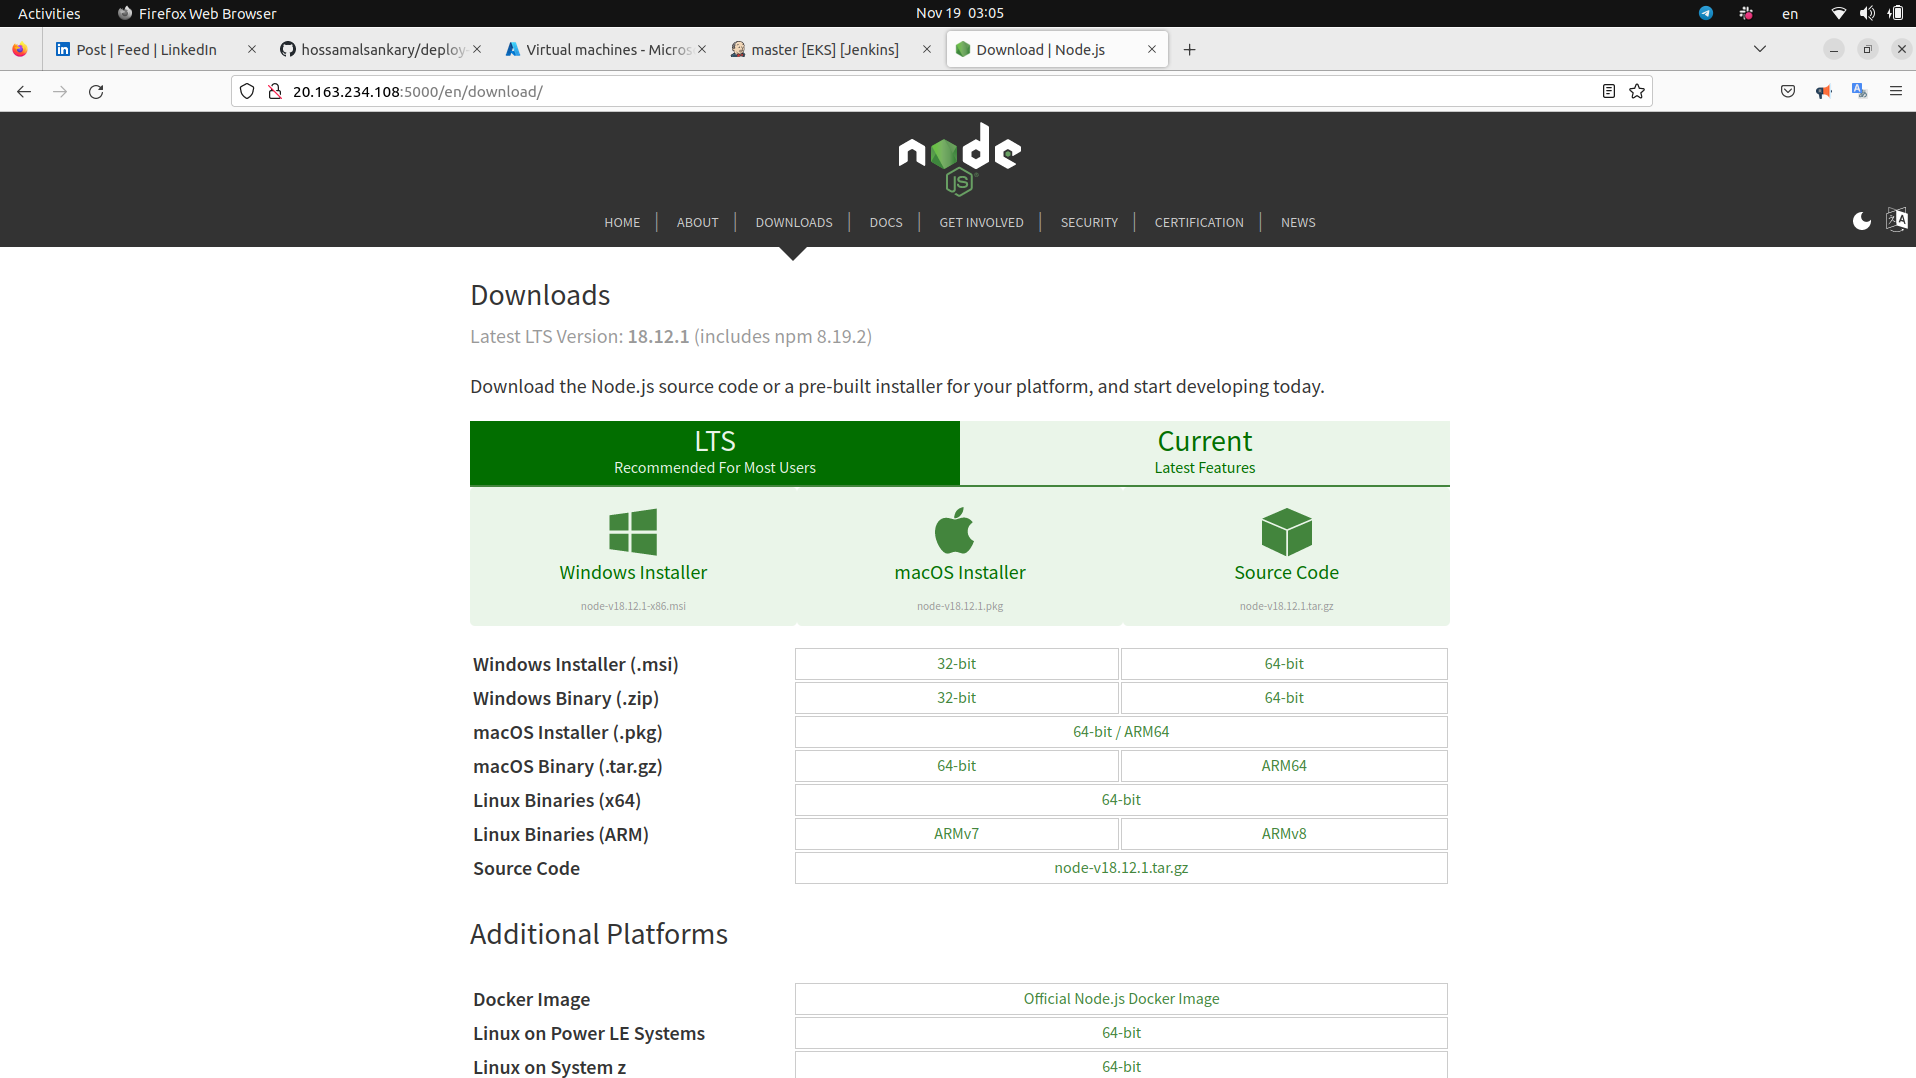 Activities Firefox Web Browser Nov 19 03:05 en
Post | Feed | LinkedIn hossamalsankary/deploy- Virtual machines - Micros master [EKS] [Jenkins] Download | Node.js
20.163.234.108:5000/en/download/
node
JS
HOME ABOUT DOWNLOADS DOCS GET INVOLVED SECURITY CERTIFICATION NEWS
Downloads
Latest LTS Version: 18.12.1 (includes npm 8.19.2)
Download the Node.js source code or a pre-built installer for your platform, and start developing today.
LTS
Recommended For Most Users
Current
Latest Features
Windows Installer
node-v18.12.1-x86.msi
macOS Installer
node-v18.12.1.pkg
Source Code
node-v18.12.1.tar.gz
Windows Installer (.msi) 32-bit 64-bit
Windows Binary (.zip) 32-bit 64-bit
macOS Installer (.pkg) 64-bit / ARM64
macOS Binary (.tar.gz) 64-bit ARM64
Linux Binaries (x64) 64-bit
Linux Binaries (ARM) ARMv7 ARMv8
Source Code node-v18.12.1.tar.gz
Additional Platforms
Docker Image Official Node.js Docker Image
Linux on Power LE Systems 64-bit
Linux on System z 64-bit